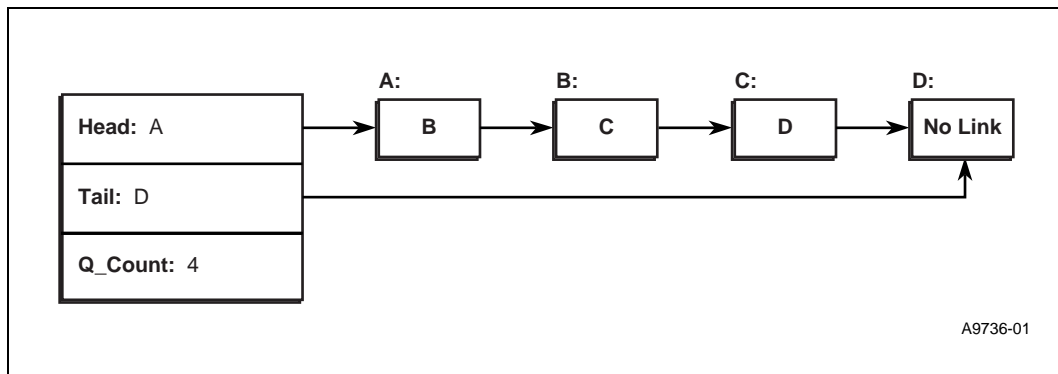 A: B: C: D:
Head: A
B C D No Link
Tail: D
Q_Count: 4
A9736-01